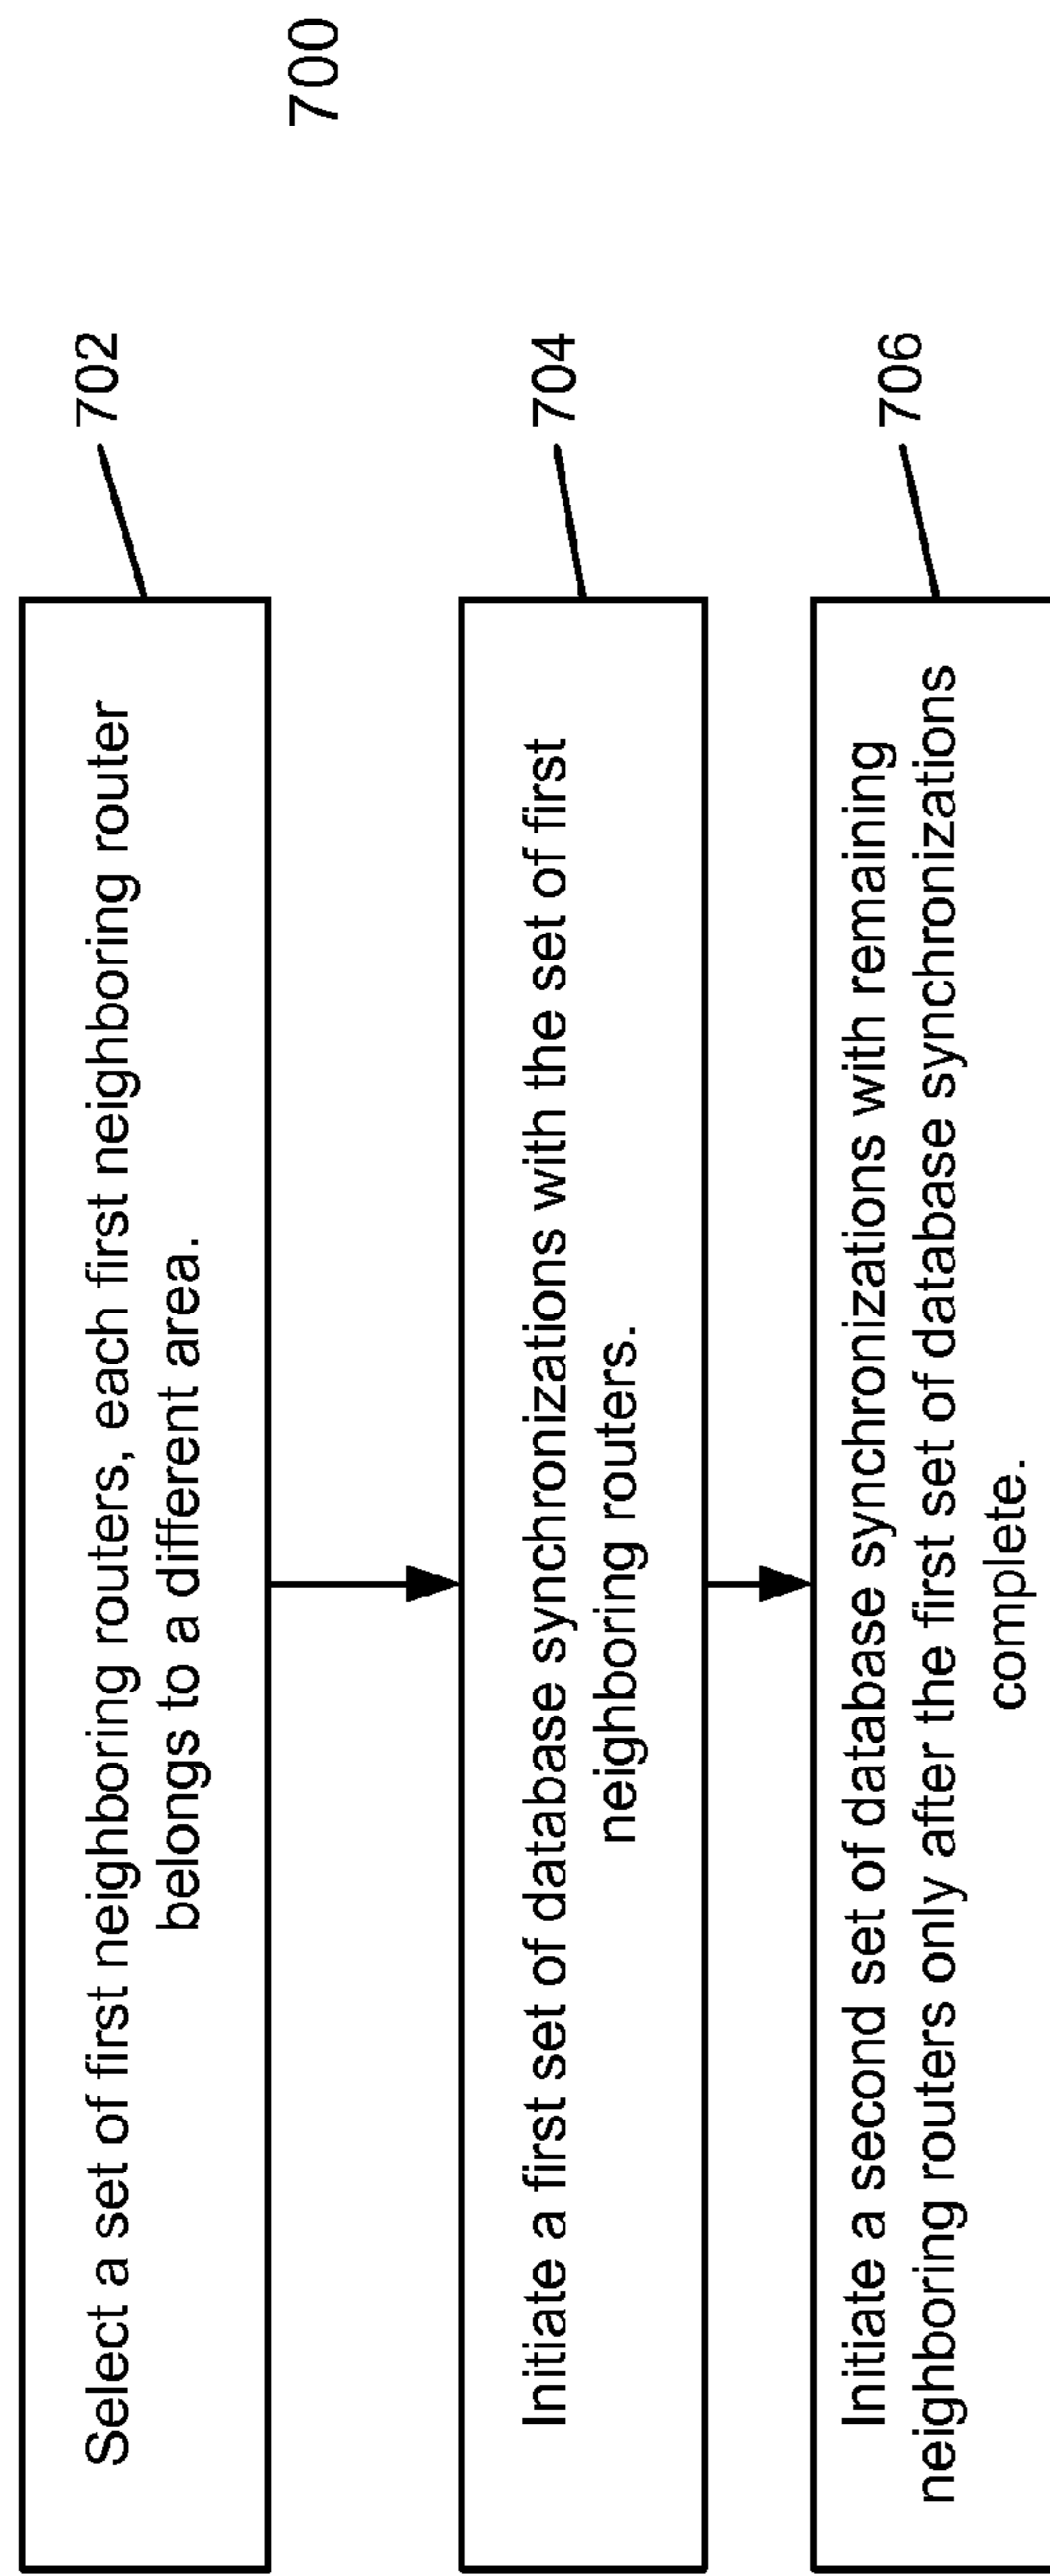 700
702
Select a set of first neighboring routers, each first neighboring router
belongs to a different area.
704
Initiate a first set of database synchronizations with the set of first
neighboring routers.
706
Initiate a second set of database synchronizations with remaining
neighboring routers only after the first set of database synchronizations
complete.